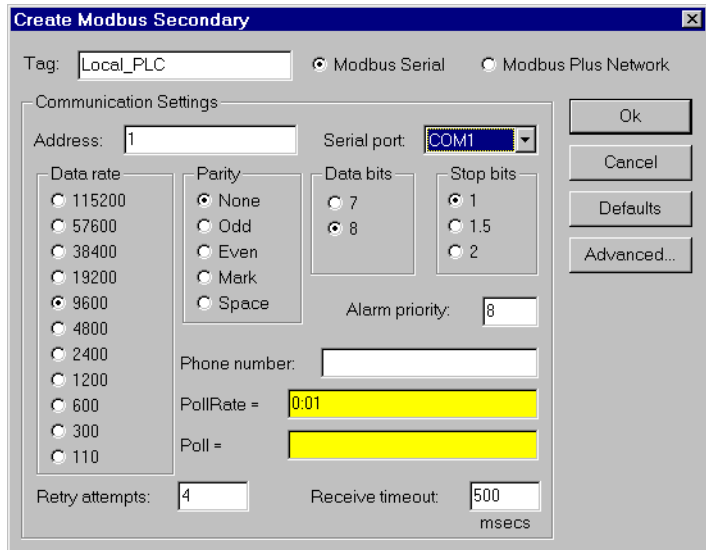 Create Modbus Secondary
Tag: Local_PLC Modbus Serial Modbus Plus Network
Communication Settings
Address: 1 Serial port: COM1
Data rate
115200
57600
38400
19200
9600
4800
2400
1200
600
300
110
Parity
None
Odd
Even
Mark
Space
Data bits
7
8
Stop bits
1
1.5
2
Alarm priority: 8
Phone number:
PollRate = 0:01
Poll =
Retry attempts: 4 Receive timeout: 500
msecs
Ok
Cancel
Defaults
Advanced...